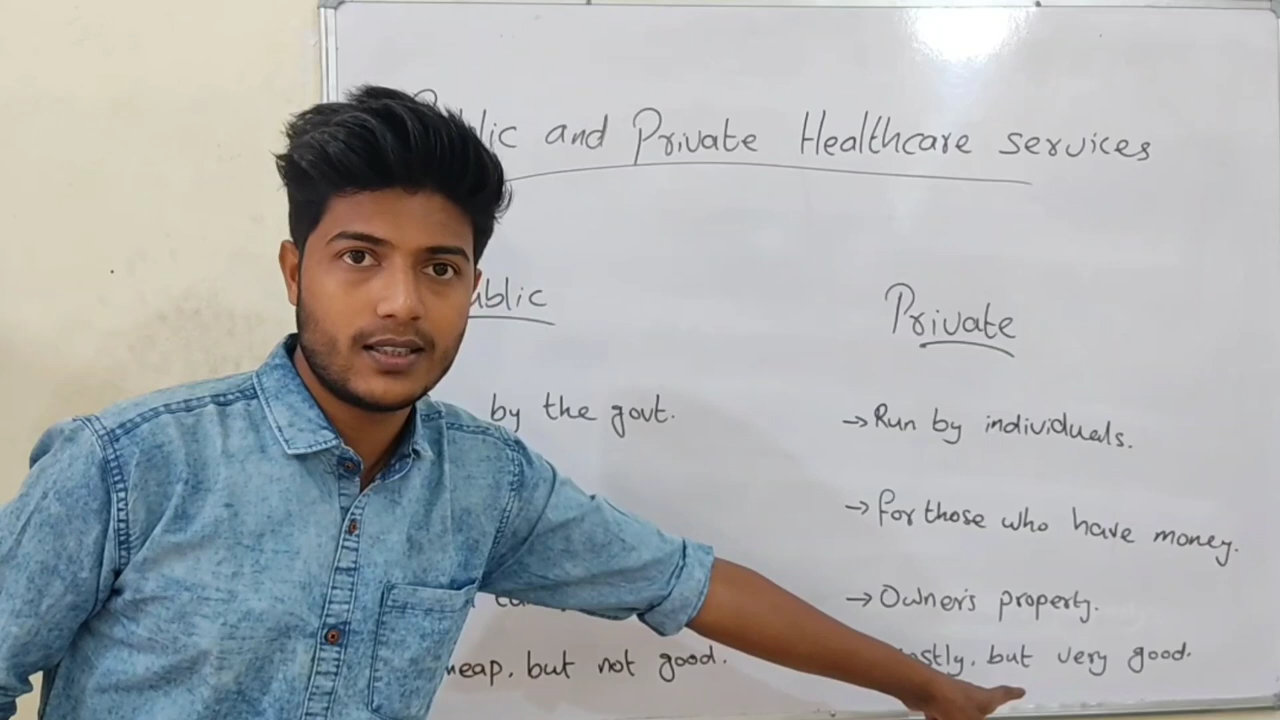 and Private Healthcare services
Private
by the govt.
→ Run by individuals.
→ for those who have money.
→ Owner's property.
but not good.
but very good.